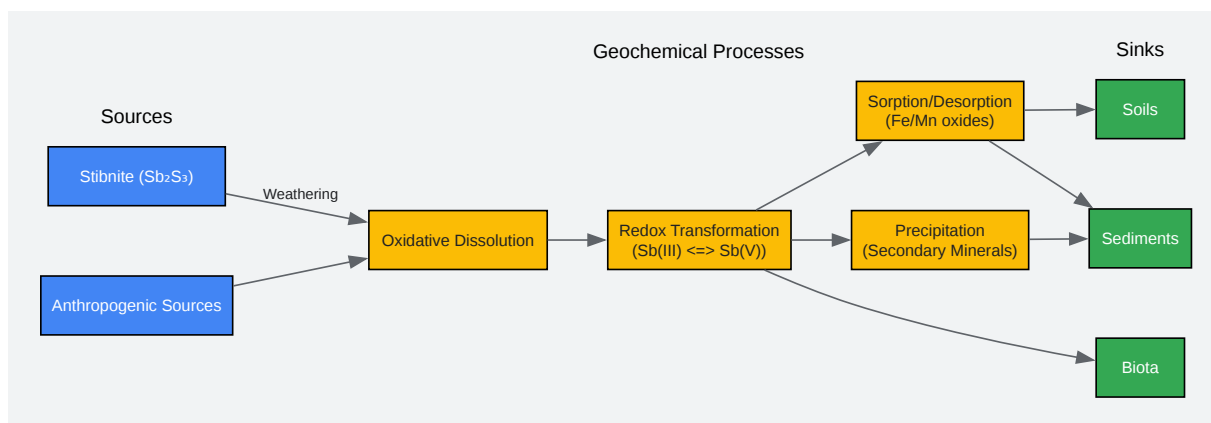 Geochemical Processes
Sinks
Sources
Sorption/Desorption
(Fe/Mn oxides)
Soils
Stibnite (Sb₂S₃)
Weathering
Oxidative Dissolution
Redox Transformation
(Sb(III) <=> Sb(V))
Precipitation
(Secondary Minerals)
Sediments
Anthropogenic Sources
Biota